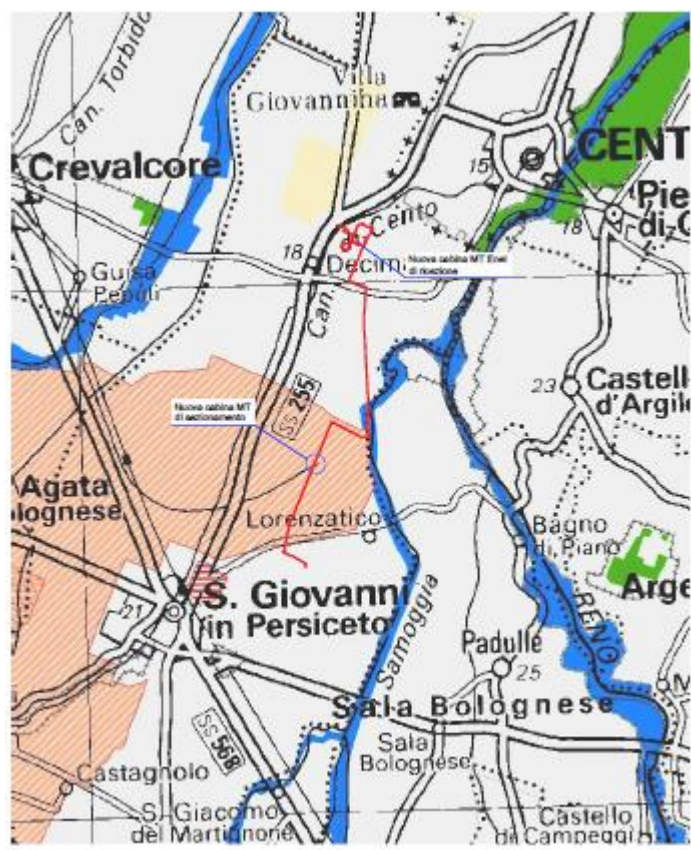 Can. Torbido
Villa
Giovannina
CENT
15
Crevalcore
Pie
di C
18
Cento
18
Decim
Nuova cabina MT Enel
di ricezione
Guisa
Pepoli
Can.
SS 255
23
Castell
d'Argile
Nuova cabina MT
di sezionamento
Agata
olognese
Lorenzatico
Bagno
di Piano
Arge
S. Giovanni
in Persiceto
21
Samoggia
RENO
Padulle
25
M
Sala Bolognese
SS 568
Sala
Bolognese
Castagnolo
S. Giacomo
del Martignone
Castello
di Campeggi